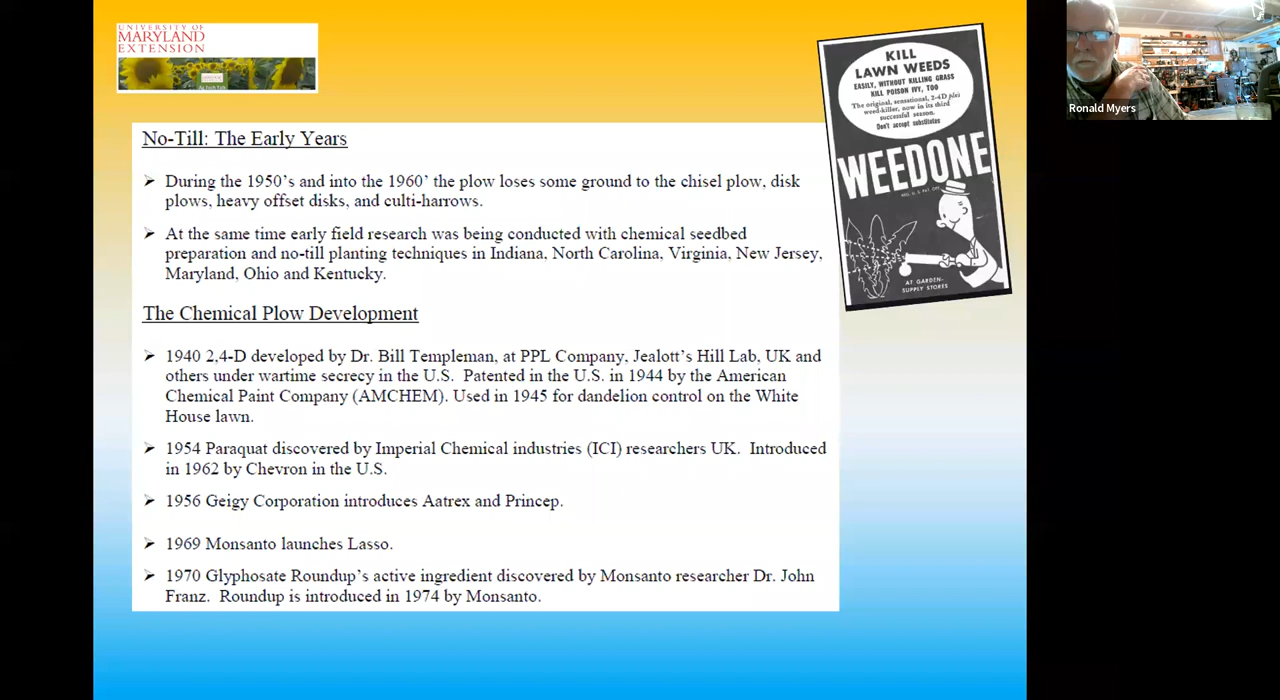 UNIVERSITY OF
MARYLAND
EXTENSION
No-Till: The Early Years
➤ During the 1950's and into the 1960' the plow loses some ground to the chisel plow, disk
plows, heavy offset disks, and culti-harrows.
➤ At the same time early field research was being conducted with chemical seedbed
preparation and no-till planting techniques in Indiana, North Carolina, Virginia, New Jersey,
Maryland, Ohio and Kentucky.
The Chemical Plow Development
➤ 1940 2,4-D developed by Dr. Bill Templeman, at PPL Company, Jealott's Hill Lab, UK and
others under wartime secrecy in the U.S. Patented in the U.S. in 1944 by the American
Chemical Paint Company (AMCHEM). Used in 1945 for dandelion control on the White
House lawn.
➤ 1954 Paraquat discovered by Imperial Chemical industries (ICI) researchers UK. Introduced
in 1962 by Chevron in the U.S.
➤ 1956 Geigy Corporation introduces Aatrex and Princep.
➤ 1969 Monsanto launches Lasso.
➤ 1970 Glyphosate Roundup's active ingredient discovered by Monsanto researcher Dr. John
Franz. Roundup is introduced in 1974 by Monsanto.
KILL
LAWN WEEDS
EASILY, WITHOUT KILLING GRASS
KILL POISON IVY, TOO
The original, sensational, 2-4D plus
weed-killer, now in its third
successful season.
Don't accept substitutes
WEEDONE
REG. U.S. PAT. OFF.
AT GARDEN-
SUPPLY STORES
Ronald Myers